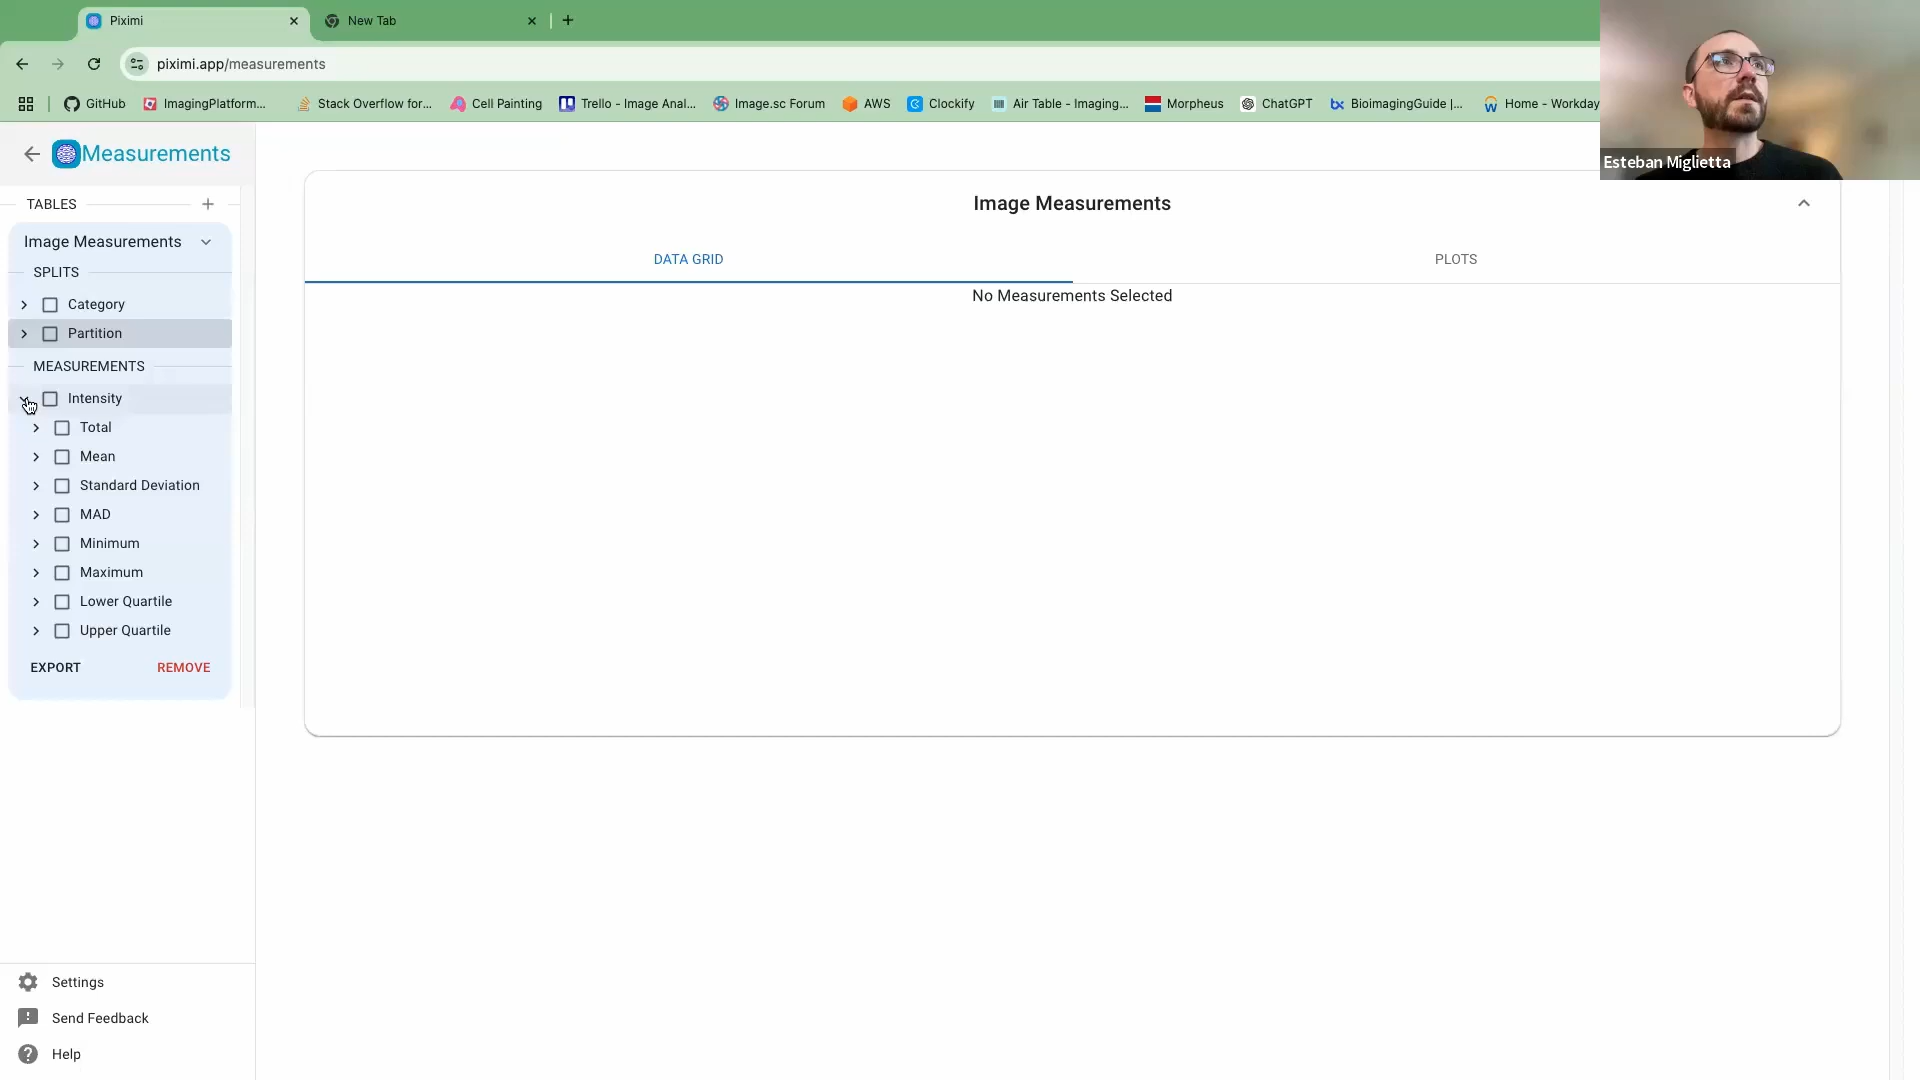 Piximi
New Tab
piximi.app/measurements
GitHub
ImagingPlatform...
Stack Overflow for...
Cell Painting
Trello - Image Anal...
Image.sc Forum
AWS
Clockify
Air Table - Imaging...
Morpheus
ChatGPT
BioimagingGuide |...
Home - Workday
Esteban Miglietta
Measurements
TABLES
Image Measurements
SPLITS
Category
Partition
MEASUREMENTS
Intensity
Total
Mean
Standard Deviation
MAD
Minimum
Maximum
Lower Quartile
Upper Quartile
EXPORT REMOVE
Image Measurements
DATA GRID PLOTS
No Measurements Selected
Settings
Send Feedback
Help